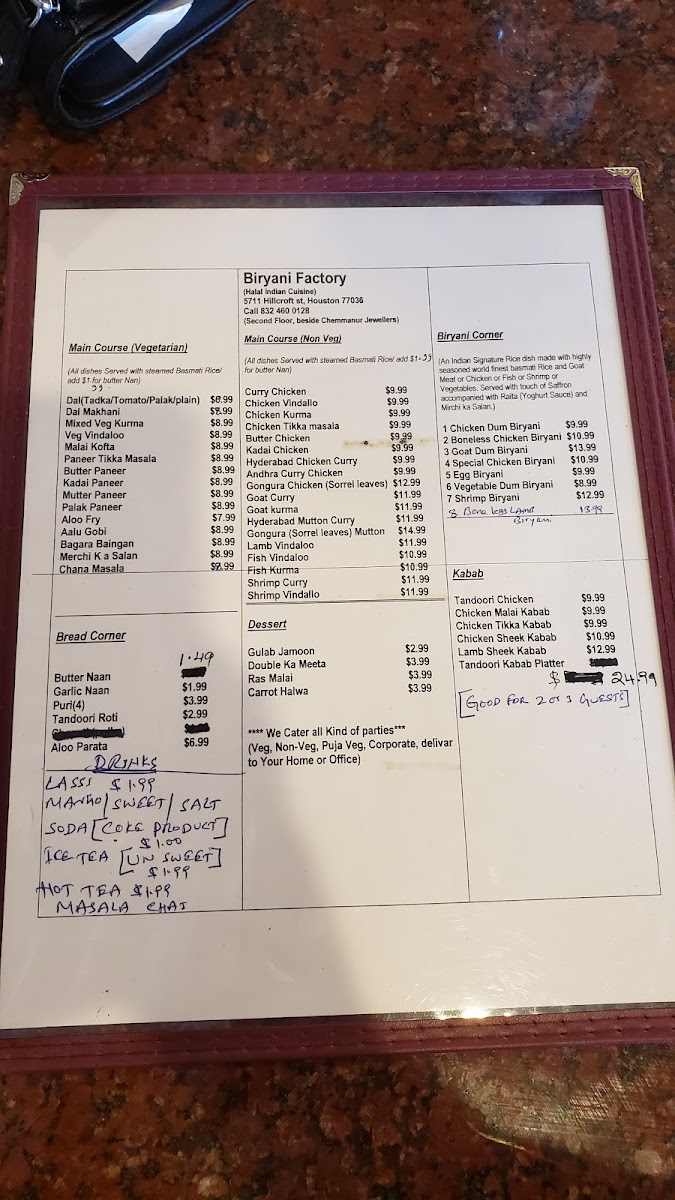 Biryani Factory
(Halal Indian Cuisine)
5711 Hillcroft st, Houston 77036
Call 832 460 0128
(Second Floor, beside Chemmanur Jewellers)
Main Course (Vegetarian)
(All dishes Served with steamed Basmati Rice/
add $1 for butter Nan)
Dal(Tadka/Tomato/Palak/plain)
Dal Makhani
Mixed Veg Kurma $8.99
Veg Vindaloo $8.99
Malai Kofta $8.99
Paneer Tikka Masala $8.99
Butter Paneer $8.99
Kadai Paneer $8.99
Mutter Paneer $8.99
Palak Paneer $8.99
Aloo Fry $7.99
Aalu Gobi $8.99
Bagara Baingan $8.99
Merchi K a Salan $8.99
Chana Masala
Bread Corner
1.49
Butter Naan
Garlic Naan $1.99
Puri(4) $3.99
Tandoori Roti $2.99
Aloo Parata $6.99
DRINKS
LASSI $1.99
MANGO/SWEET/SALT
SODA [COKE PRODUCT]
$1.00
ICE TEA [UN SWEET]
$1.99
HOT TEA $1.99
MASALA CHAI
Main Course (Non Veg)
(All dishes Served with steamed Basmati Rice/ add $1.99
for butter Nan)
Curry Chicken $9.99
Chicken Vindallo $9.99
Chicken Kurma $9.99
Chicken Tikka masala $9.99
Butter Chicken $9.99
Kadai Chicken $9.99
Hyderabad Chicken Curry $9.99
Andhra Curry Chicken $9.99
Gongura Chicken (Sorrel leaves) $12.99
Goat Curry $11.99
Goat kurma $11.99
Hyderabad Mutton Curry $11.99
Gongura (Sorrel leaves) Mutton $14.99
Lamb Vindaloo $11.99
Fish Vindaloo $10.99
Fish Kurma $10.99
Shrimp Curry $11.99
Shrimp Vindallo $11.99
Dessert
Gulab Jamoon $2.99
Double Ka Meeta $3.99
Ras Malai $3.99
Carrot Halwa $3.99
**** We Cater all Kind of parties***
(Veg, Non-Veg, Puja Veg, Corporate, delivar
to Your Home or Office)
Biryani Corner
(An Indian Signature Rice dish made with highly
seasoned world finest basmati Rice and Goat
Meat or Chicken or Fish or Shrimp or
Vegetables. Served with touch of Saffron
accompanied with Raita (Yoghurt Sauce) and
Mirchi ka Salan.)
1 Chicken Dum Biryani $9.99
2 Boneless Chicken Biryani $10.99
3 Goat Dum Biryani $13.99
4 Special Chicken Biryani $10.99
5 Egg Biryani $9.99
6 Vegetable Dum Biryani $8.99
7 Shrimp Biryani $12.99
8 Bone less Lamb 13.99
Biryani
Kabab
Tandoori Chicken $9.99
Chicken Malai Kabab $9.99
Chicken Tikka Kabab $9.99
Chicken Sheek Kabab $10.99
Lamb Sheek Kabab $12.99
Tandoori Kabab Platter
$ 24.99
[GOOD FOR 2 or 3 GUESTS]